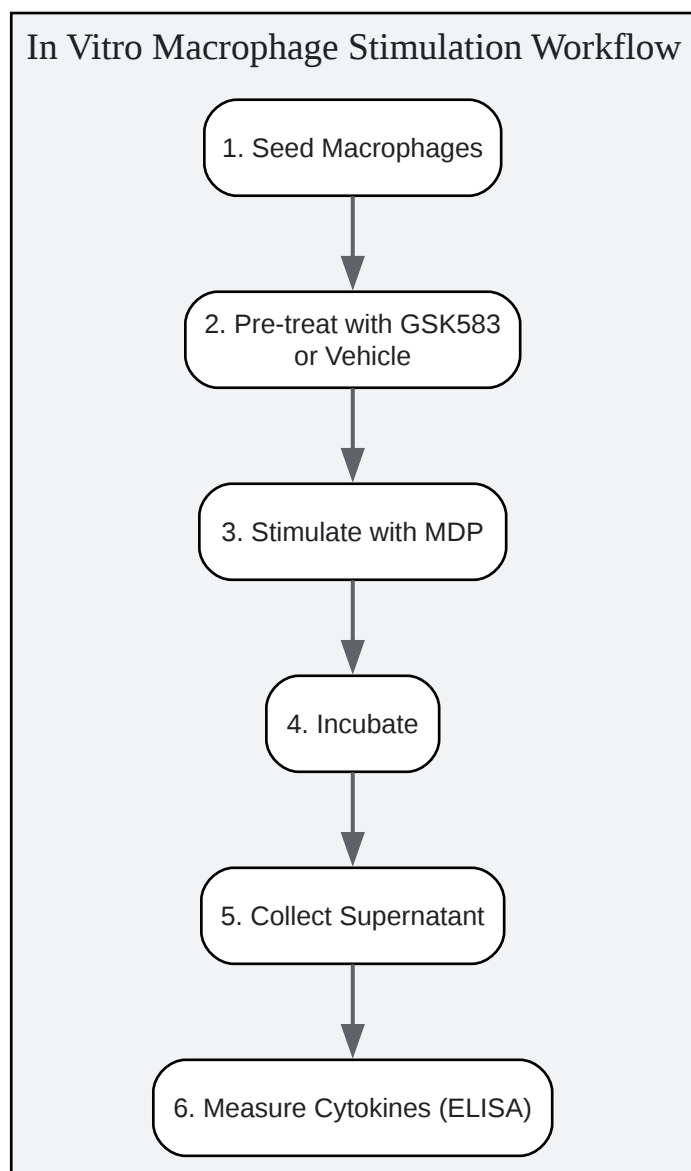 In Vitro Macrophage Stimulation Workflow
1. Seed Macrophages
2. Pre-treat with GSK583
or Vehicle
3. Stimulate with MDP
4. Incubate
5. Collect Supernatant
6. Measure Cytokines (ELISA)